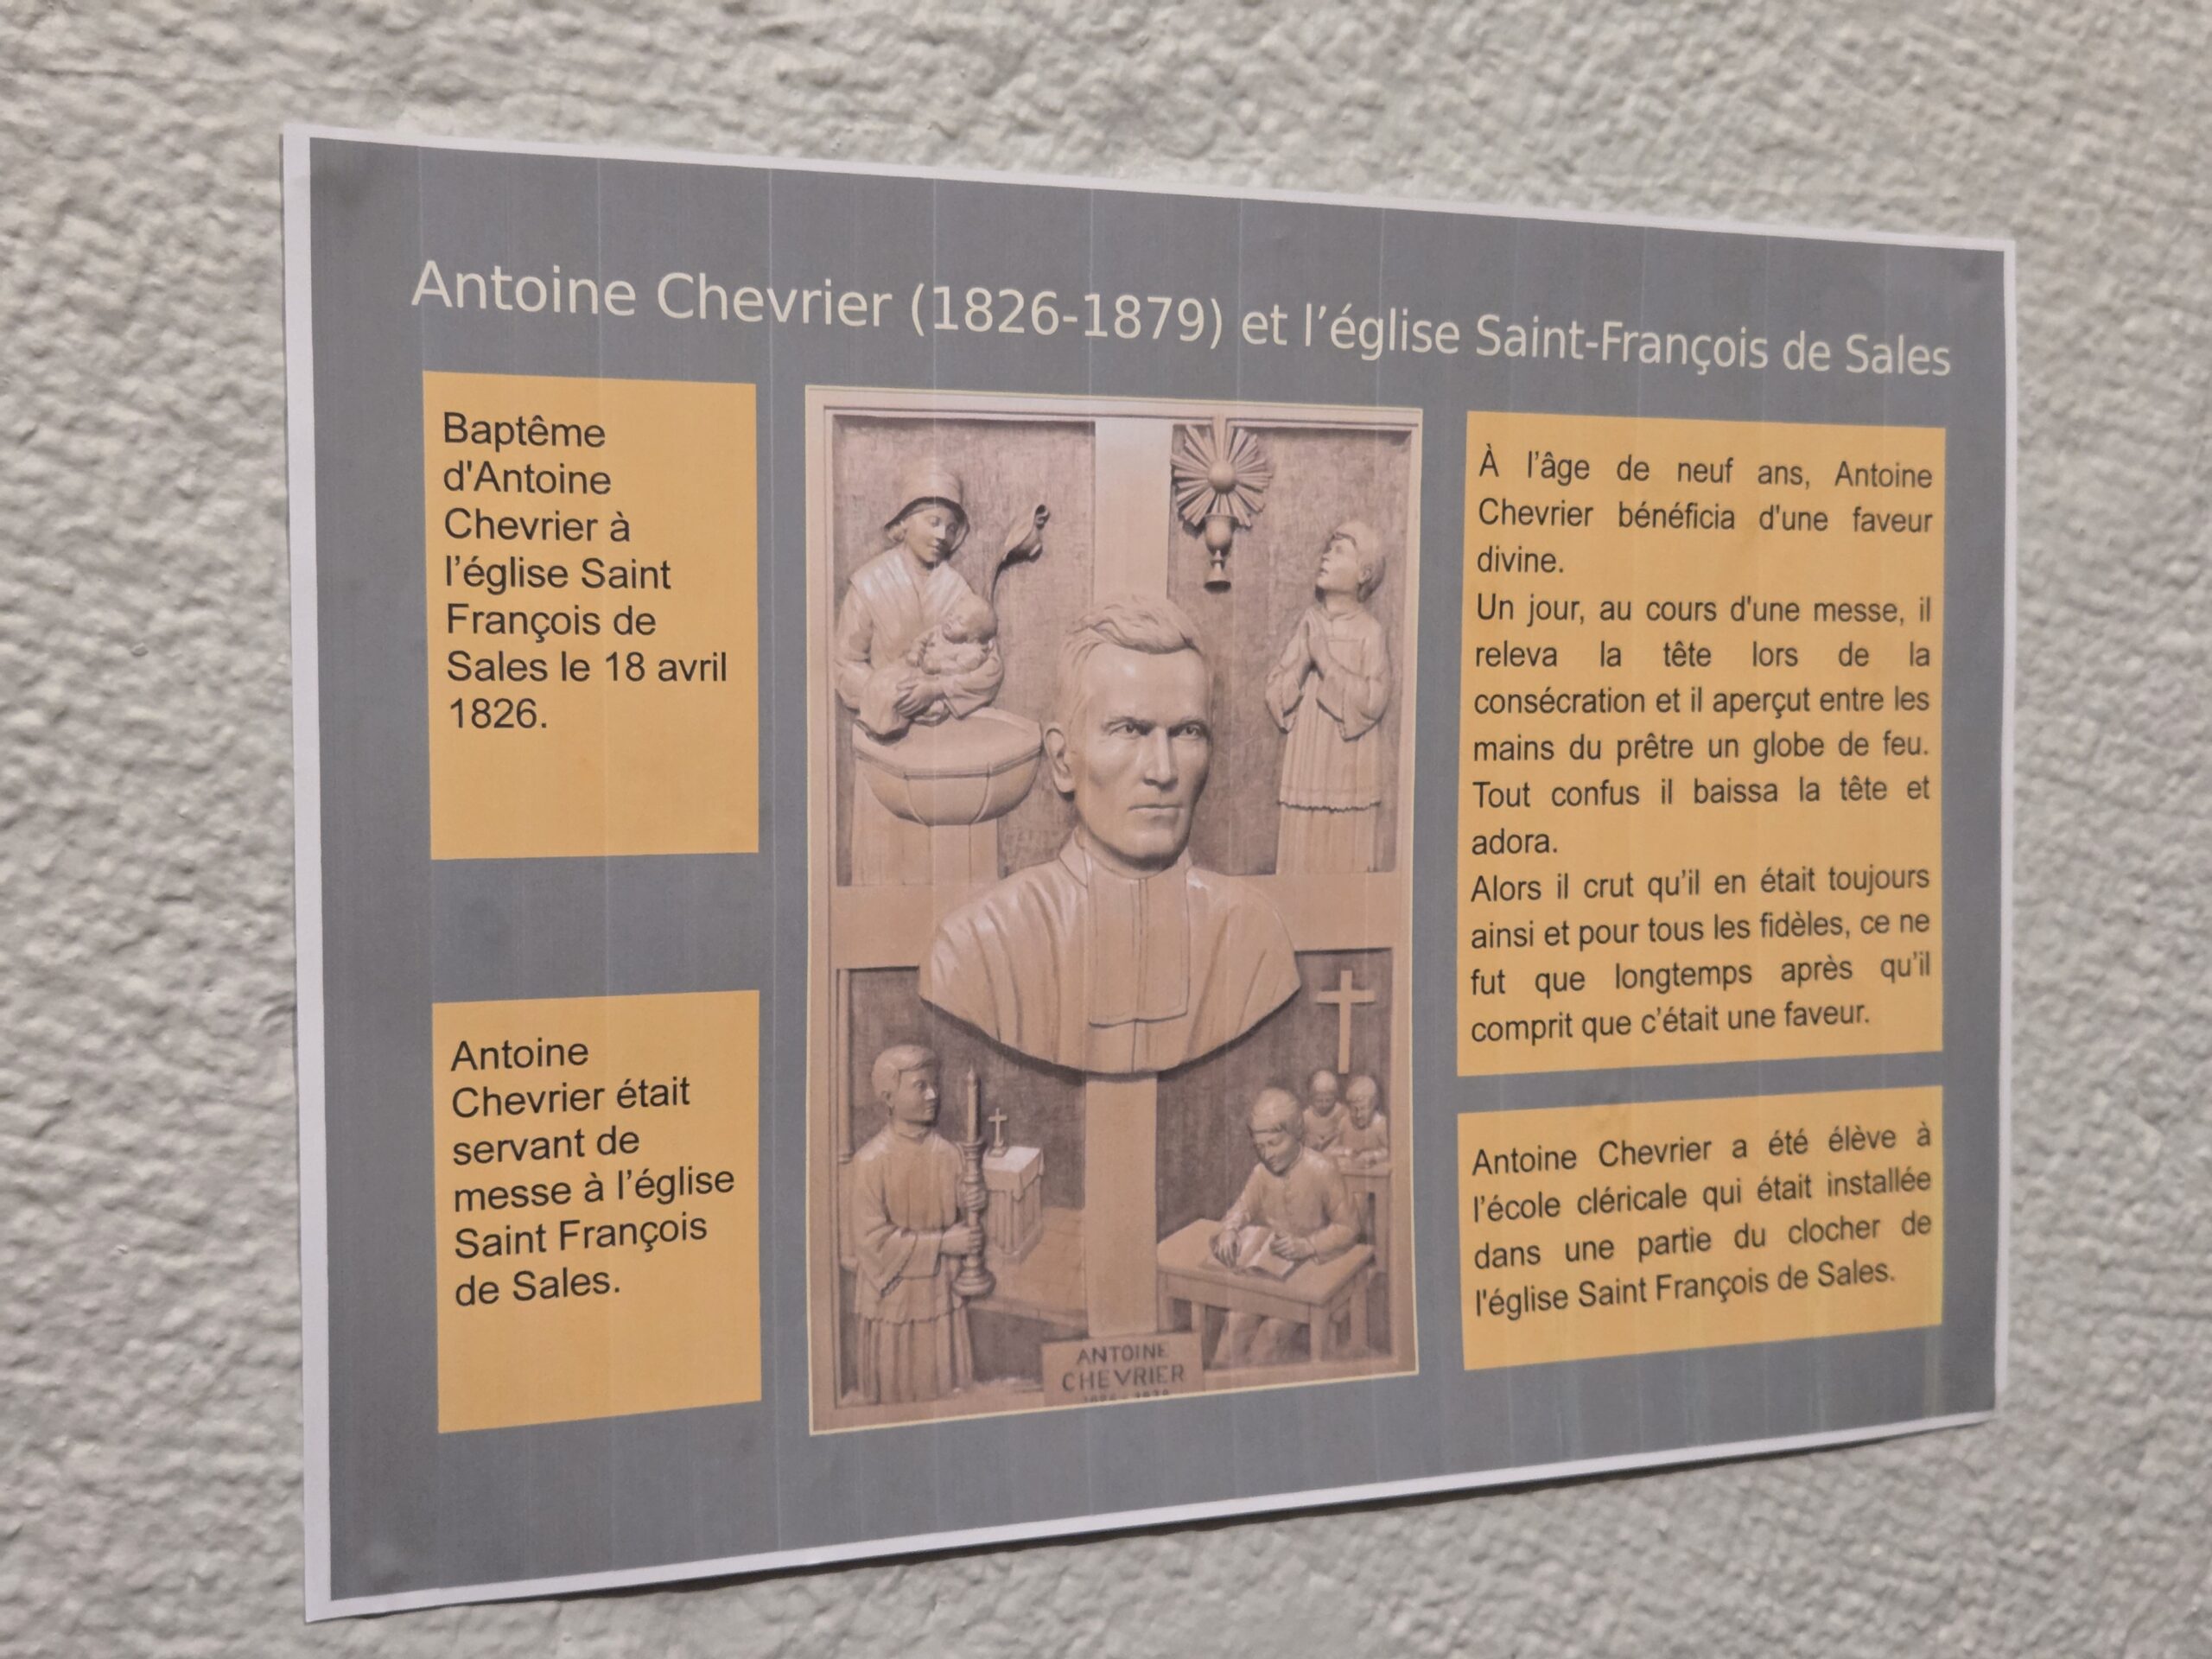 Antoine Chevrier (1826-1879) et l’église Saint-François de Sales
Baptême
d'Antoine
Chevrier à
l’église Saint
François de
Sales le 18 avril
1826.
Antoine
Chevrier était
servant de
messe à l’église
Saint François
de Sales.
ANTOINE
CHEVRIER
À l’âge de neuf ans, Antoine
Chevrier bénéficia d'une faveur
divine.
Un jour, au cours d'une messe, il
releva la tête lors de la
consécration et il aperçut entre les
mains du prêtre un globe de feu.
Tout confus il baissa la tête et
adora.
Alors il crut qu’il en était toujours
ainsi et pour tous les fidèles, ce ne
fut que longtemps après qu’il
comprit que c’était une faveur.
Antoine Chevrier a été élève à
l’école cléricale qui était installée
dans une partie du clocher de
l'église Saint François de Sales.